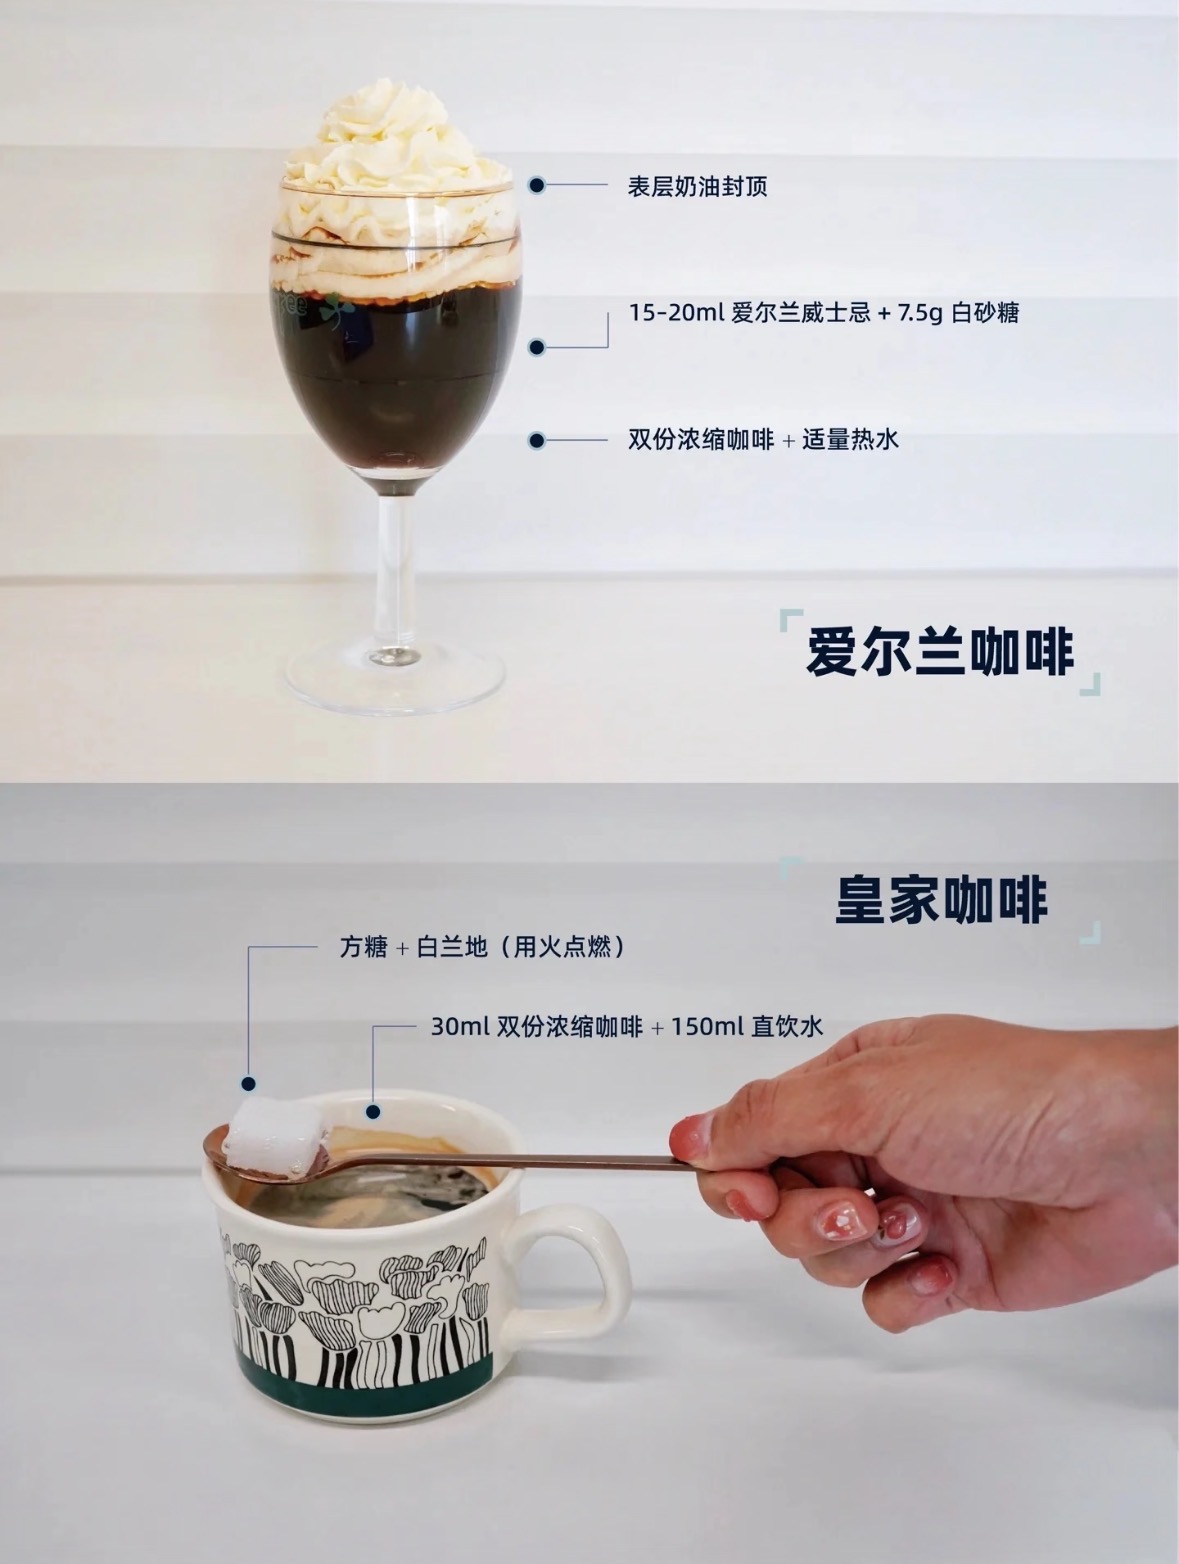 表层奶油封顶
15-20ml 爱尔兰威士忌 + 7.5g 白砂糖
双份浓缩咖啡 + 适量热水
爱尔兰咖啡
皇家咖啡
方糖 + 白兰地（用火点燃）
30ml 双份浓缩咖啡 + 150ml 直饮水